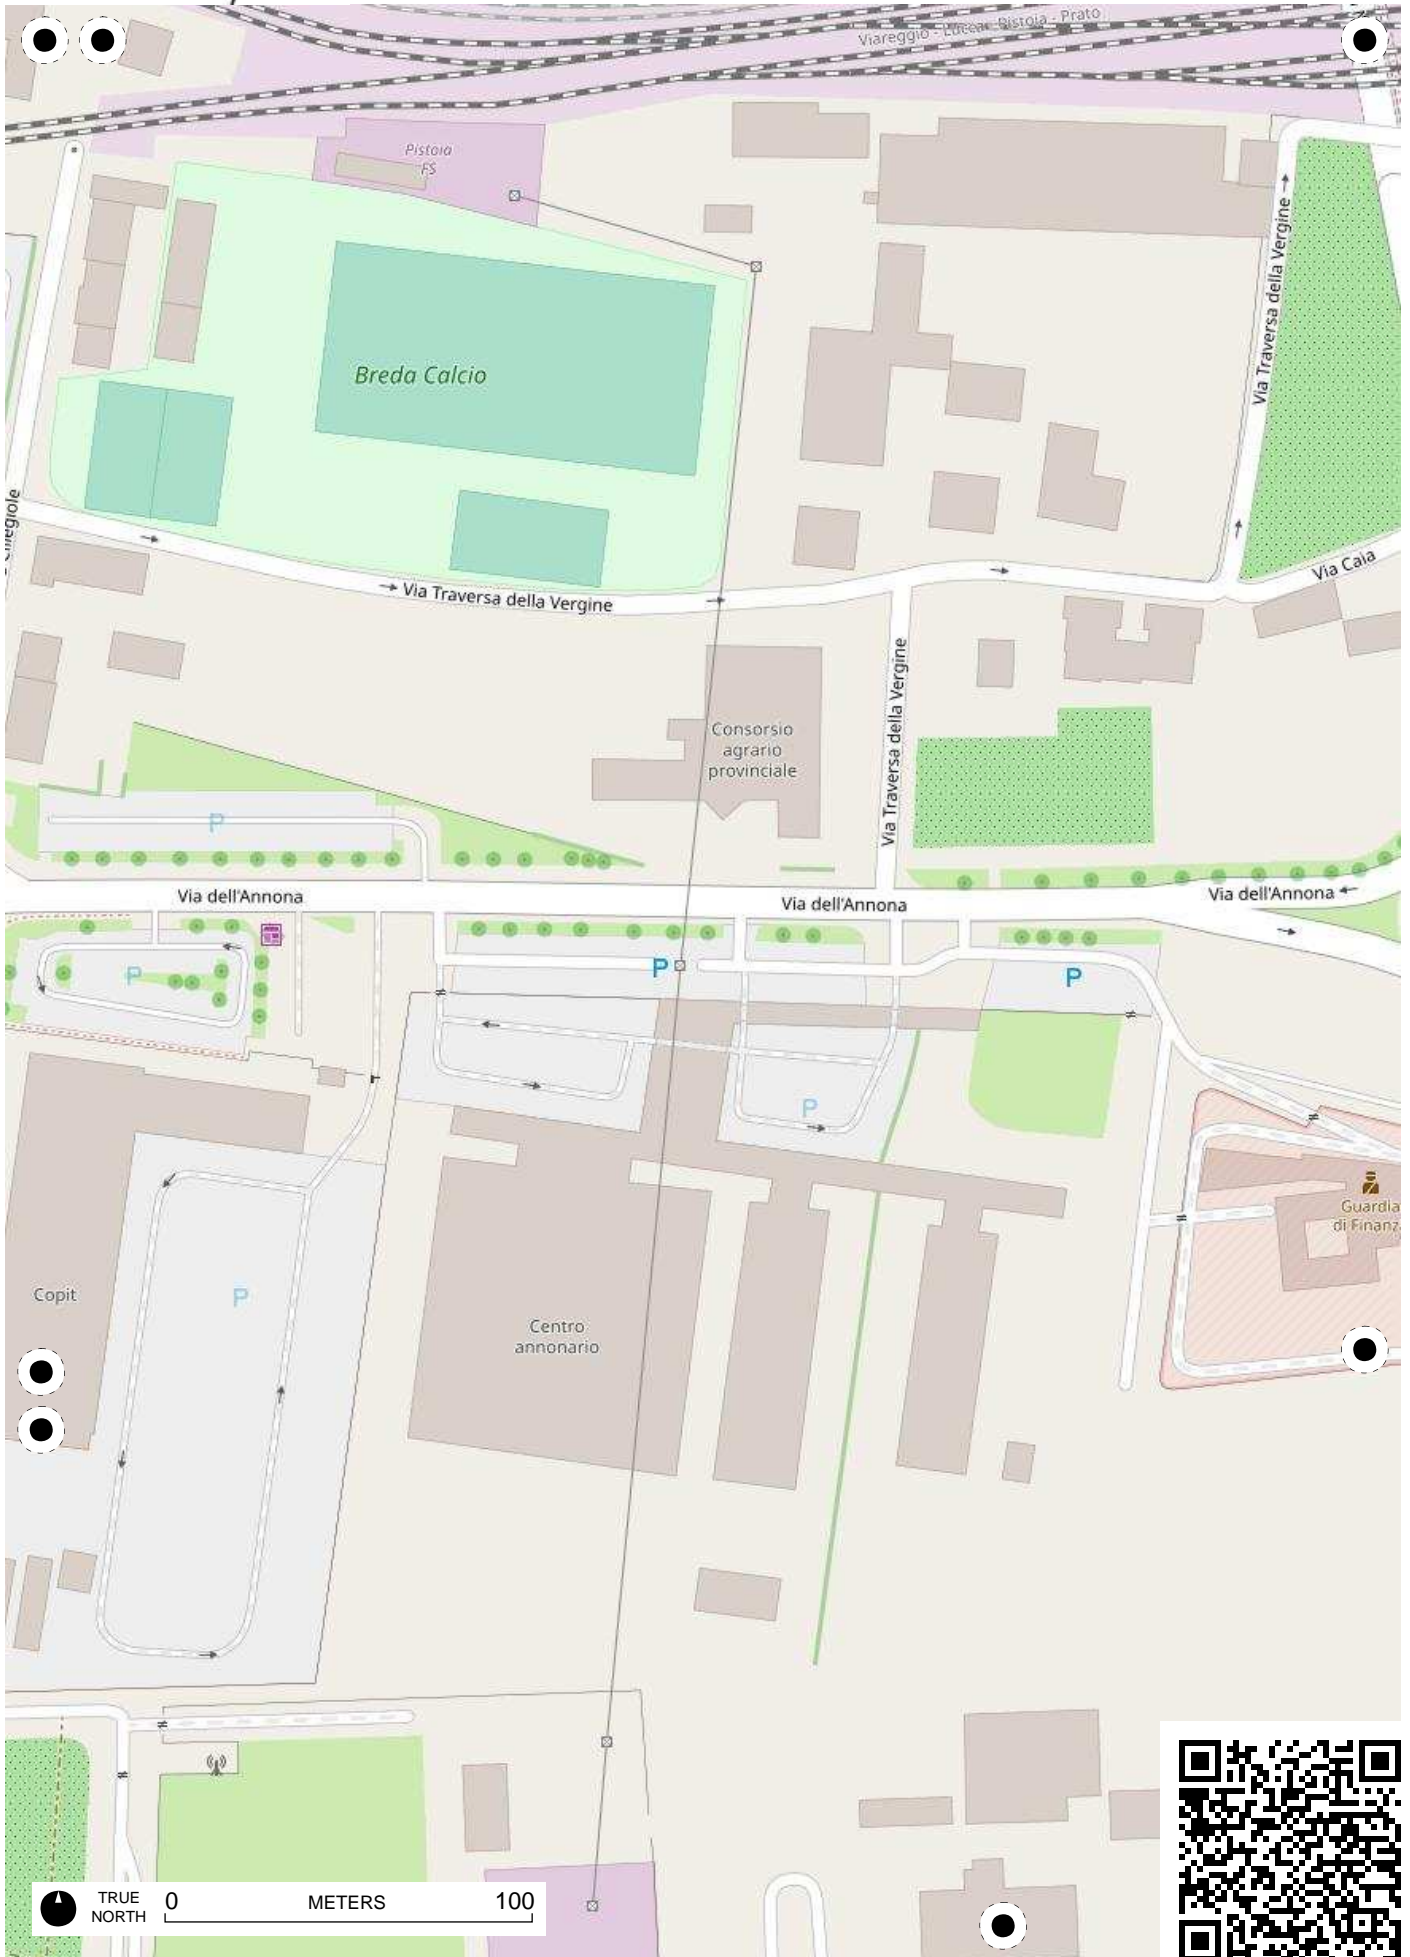 Viareggio - Lucca - Pistoia - Prato
Pistoia
FS
Via Traversa della Vergine
Breda Calcio
Via Caia
Via Traversa della Vergine
Via Traversa della Vergine
Consorsio
agrario
provinciale
P
Via dell'Annona
Via dell'Annona
Via dell'Annona
P
P
P
P
Guardia
di Finanz
Copit
P
Centro
annonario
TRUE
NORTH
0
METERS
100